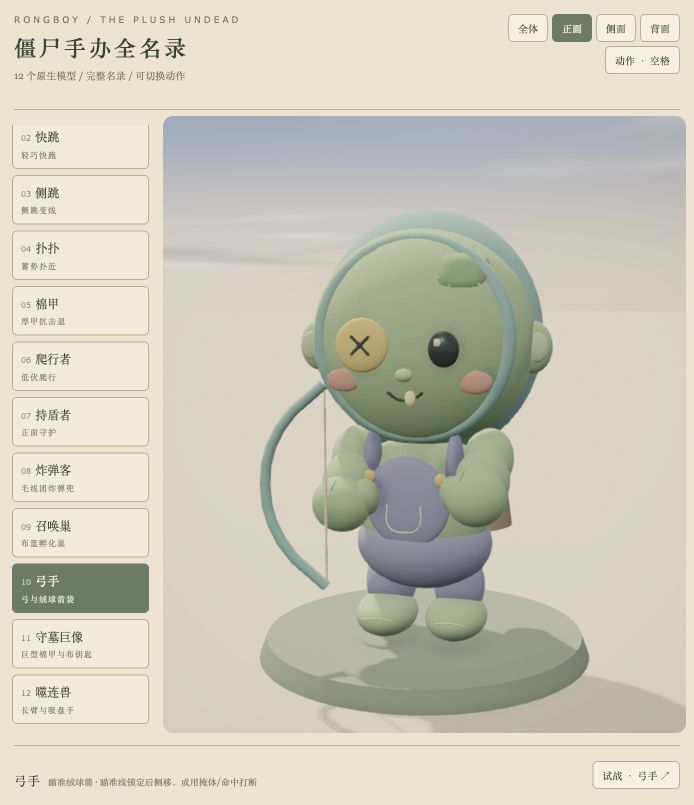 RONGBOY / THE PLUSH UNDEAD
僵尸手办全名录
12 个原生模型 / 完整名录 / 可切换动作
全体
正面
侧面
背面
动作 · 空格
02 快跳
轻巧快跑
03 侧跳
侧跳变线
04 扑扑
蓄势扑近
05 棉甲
厚甲抗击退
06 爬行者
低伏爬行
07 持盾者
正面守护
08 炸弹客
毛线团炸弹兜
09 召唤巢
布篮孵化巢
10 弓手
弓与绒球箭袋
11 守墓巨像
巨型棉甲与布钥匙
12 噬连兽
长臂与吸盘手
弓手 瞄准绒球箭 · 瞄准线锁定后侧移、或用掩体/命中打断
试战 · 弓手 ↗